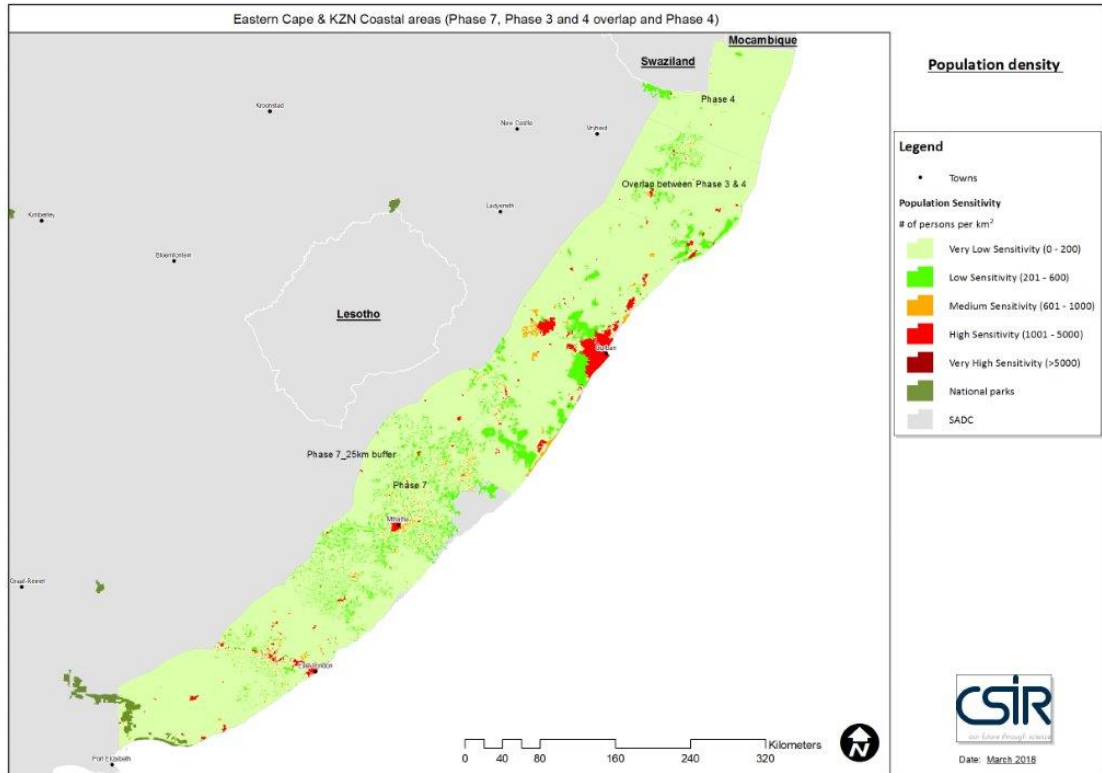 Eastern Cape & KZN Coastal areas (Phase 7, Phase 3 and 4 overlap and Phase 4)
Mocambique
Swaziland
Population density
Phase 4
Kroonstad
New Castle
Vryheid
Legend
Towns
Overlap between Phase 3 & 4
Population Sensitivity
Ladysmith
Kimberley
# of persons per km²
Very Low Sensitivity (0 - 200)
Bloemfontein
Low Sensitivity (201 - 600)
Medium Sensitivity (601 - 1000)
Lesotho
High Sensitivity (1001 - 5000)
Durban
Very High Sensitivity (>5000)
National parks
SADC
Phase 7_25km buffer
Phase 7
Mthatha
Graaf-Reinet
East London
CSIR
our future through science
Kilometers
0 40 80 160 240 320
N
Port Elizabeth
Date: March 2018